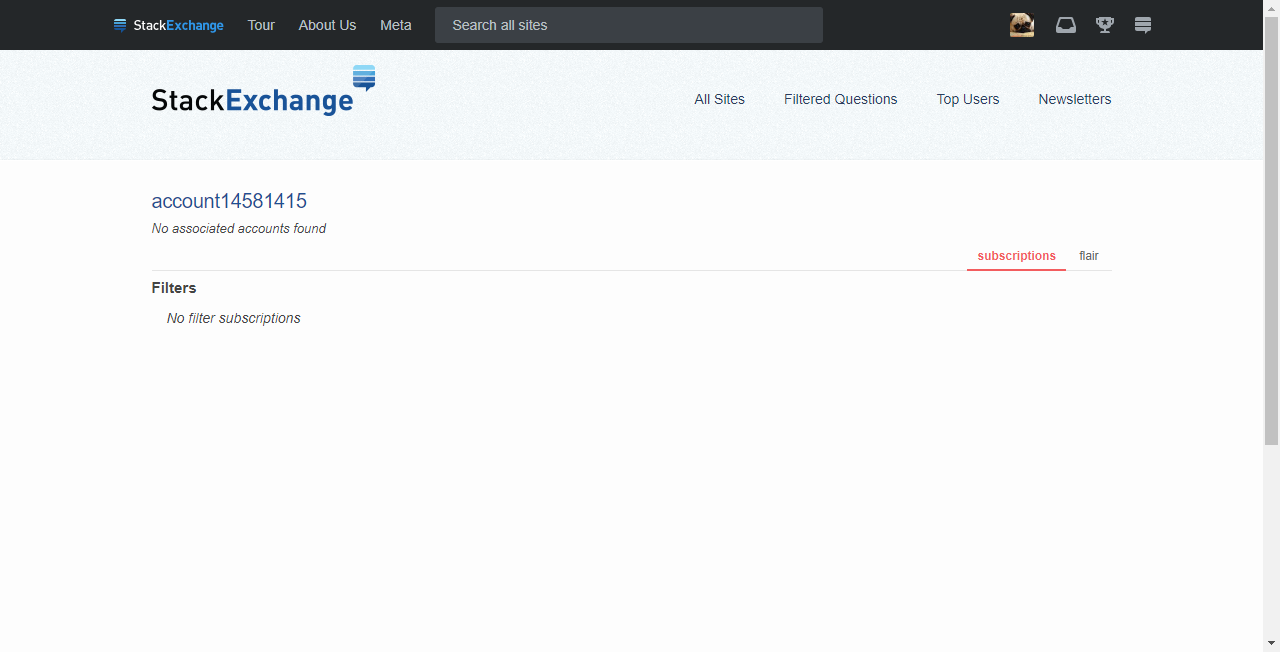 StackExchange Tour About Us Meta Search all sites
StackExchange All Sites Filtered Questions Top Users Newsletters
account14581415
No associated accounts found
subscriptions flair
Filters
No filter subscriptions